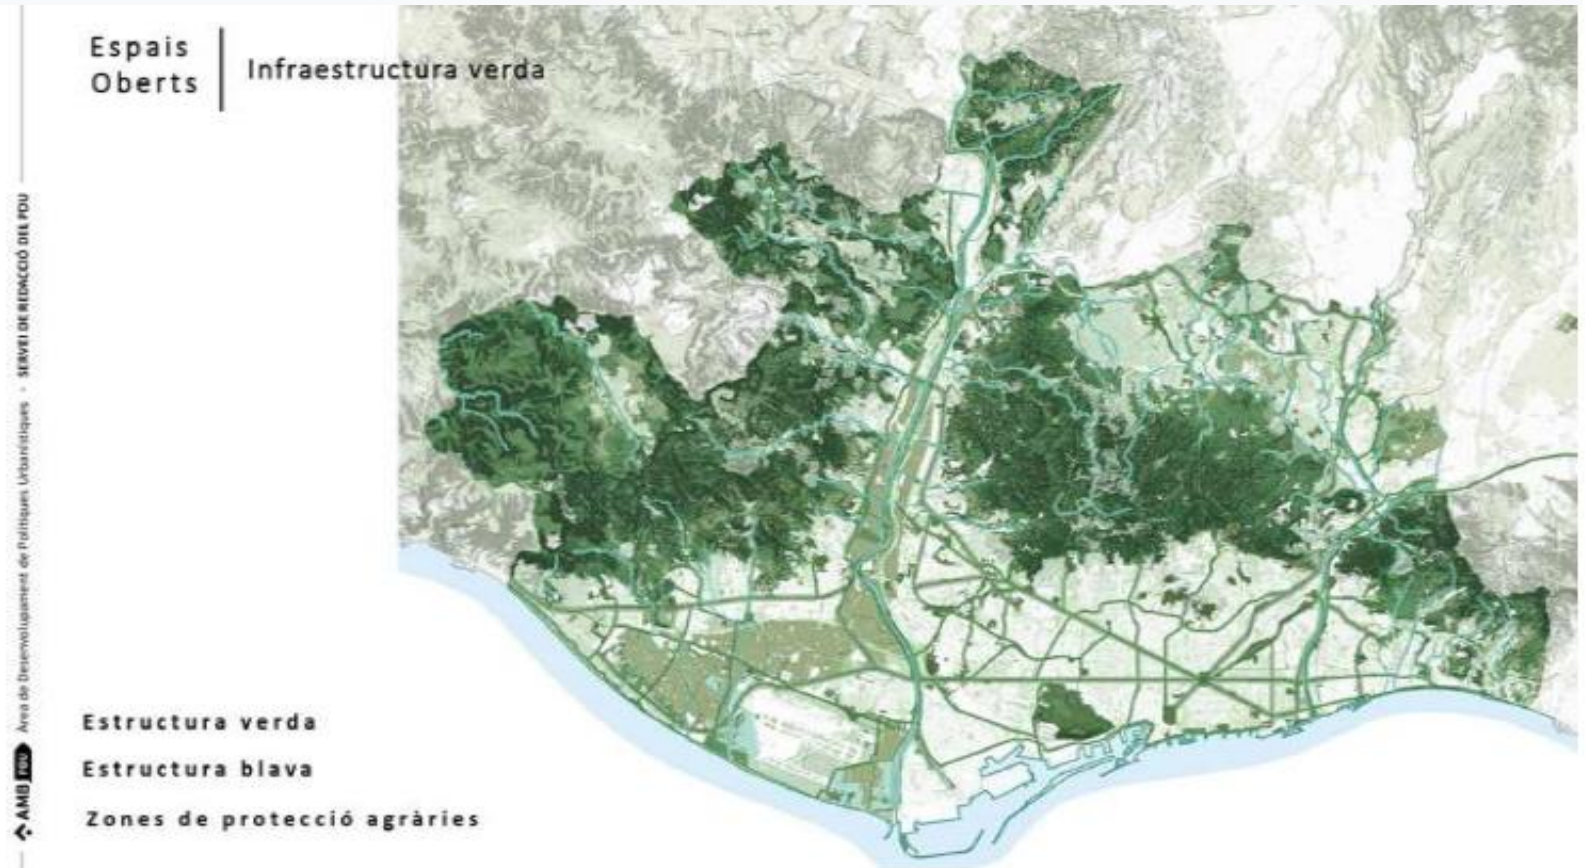 Espais
Oberts
Infraestructura verda
Estructura verda
Estructura blava
Zones de protecció agràries
AMB PDU Àrea de Desenvolupament de Polítiques Urbanístiques - SERVEI DE REDACCIÓ DEL PDU